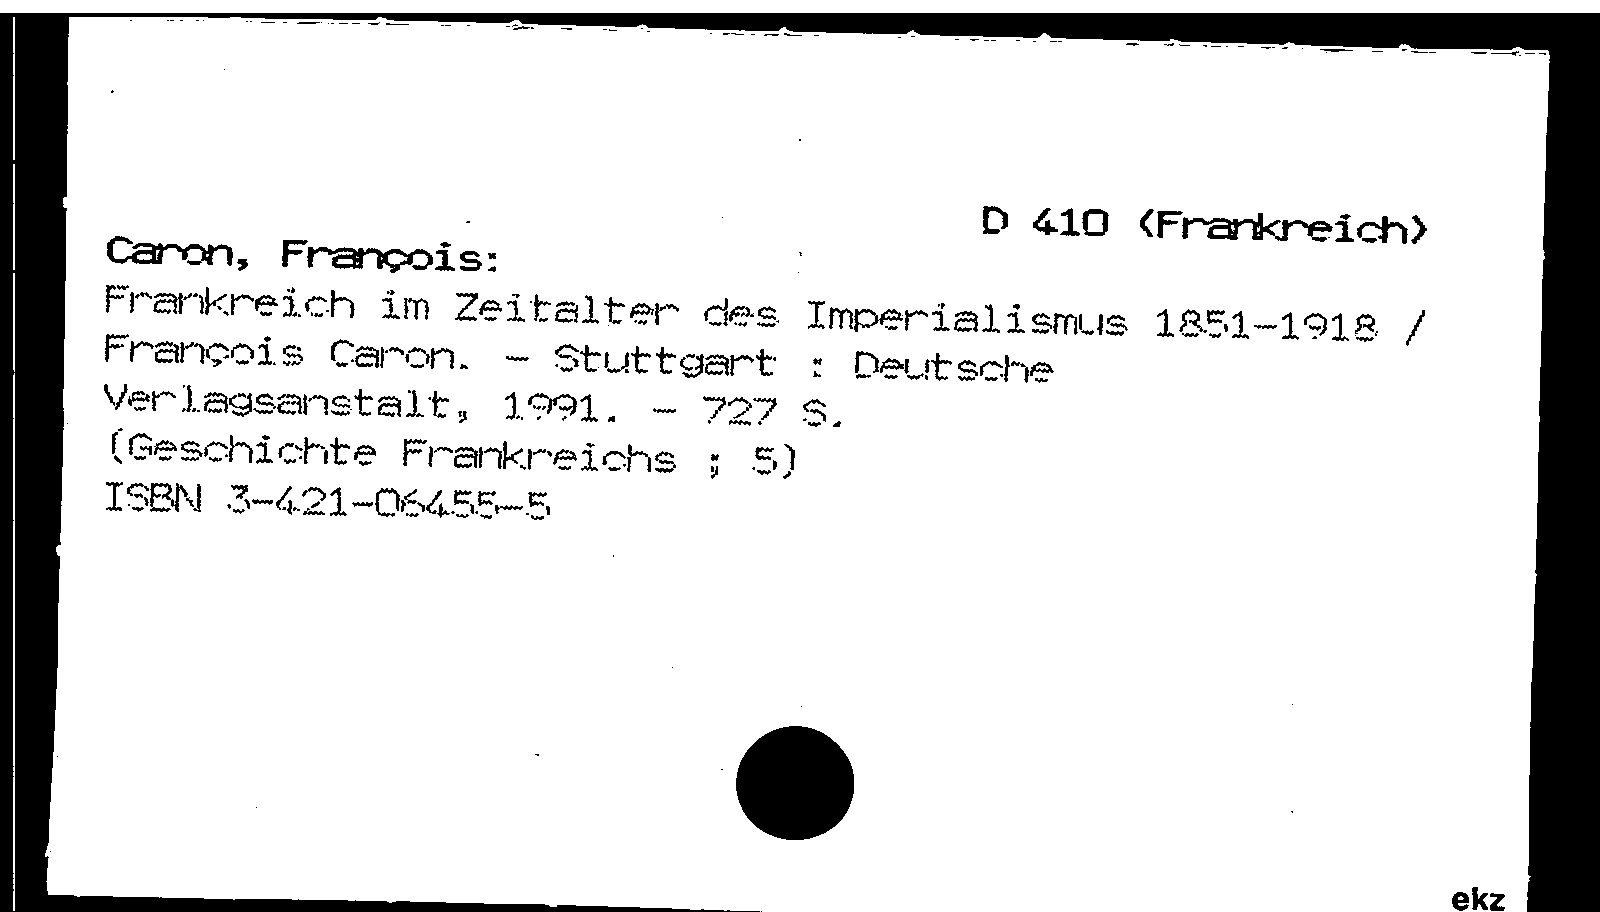 D 410 (Frankreich)
Caron, François:
Frankreich im Zeitalter des Imperialismus 1851-1918 /
François Caron. - Stuttgart : Deutsche
Verlagsanstalt, 1991. - 727 S.
(Geschichte Frankreichs ; 5)
ISBN 3-421-06455-5
ekz